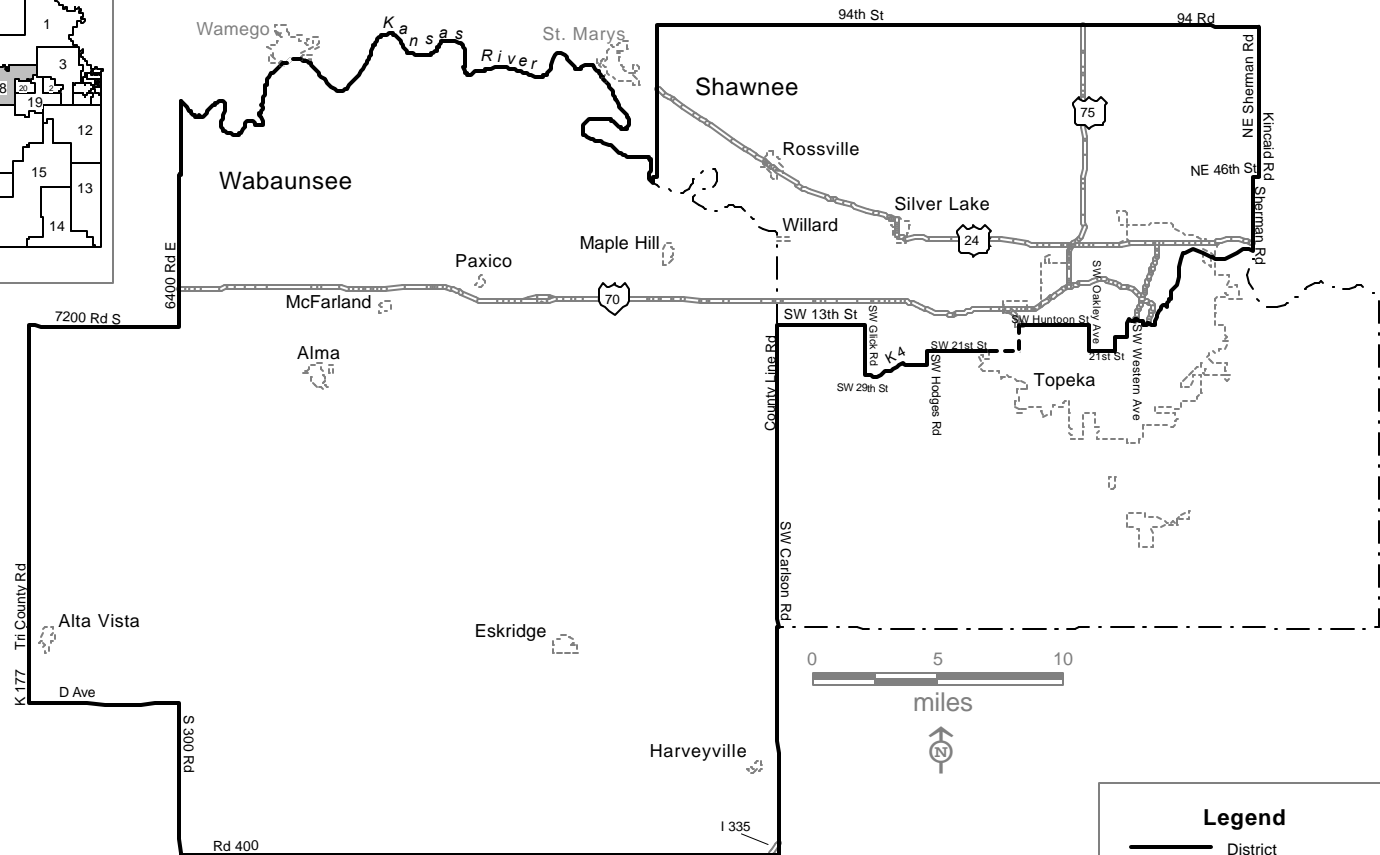 1
3
8
20
2
19
12
15
13
14
94th St
94 Rd
Wamego
Kansas River
St. Marys
NE Sherman Rd
Kincaid Rd
Shawnee
75
Rossville
NE 46th St
Wabaunsee
Sherman Rd
Silver Lake
Willard
24
Maple Hill
6400 Rd E
Paxico
McFarland
70
SW Oakley Ave
7200 Rd S
SW 13th St
SW Glick Rd
SW Huntoon St
K 4
SW 21st St
21st St
Alma
County Line Rd
SW 29th St
SW Hodges Rd
Topeka
SW Western Ave
SW Carlson Rd
Tri County Rd
Alta Vista
Eskridge
K 177
D Ave
0 5 10
miles
N
S 300 Rd
Harveyville
I 335
Rd 400
Legend
District